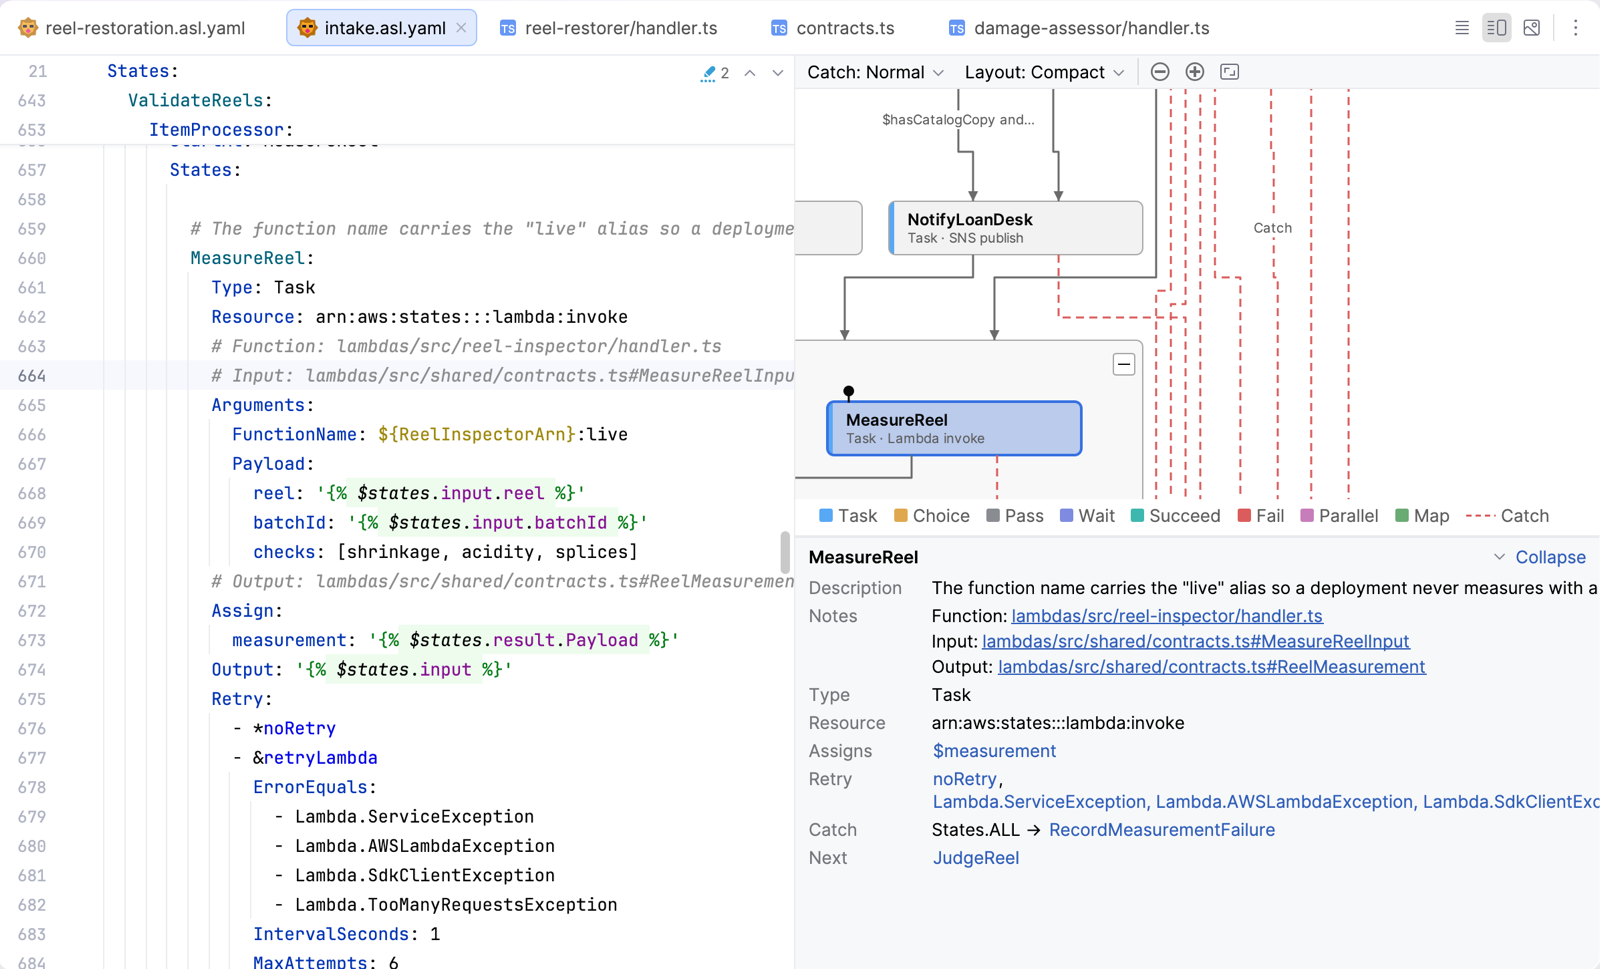 reel-restoration.asl.yaml
intake.asl.yaml
TS reel-restorer/handler.ts
TS contracts.ts
TS damage-assessor/handler.ts
21 States:
643 ValidateReels:
653 ItemProcessor:
657 States:
658
659 # The function name carries the "live" alias so a deployme
660 MeasureReel:
661 Type: Task
662 Resource: arn:aws:states:::lambda:invoke
663 # Function: lambdas/src/reel-inspector/handler.ts
664 # Input: lambdas/src/shared/contracts.ts#MeasureReelInpu
665 Arguments:
666 FunctionName: ${ReelInspectorArn}:live
667 Payload:
668 reel: '{% $states.input.reel %}'
669 batchId: '{% $states.input.batchId %}'
670 checks: [shrinkage, acidity, splices]
671 # Output: lambdas/src/shared/contracts.ts#ReelMeasuremen
672 Assign:
673 measurement: '{% $states.result.Payload %}'
674 Output: '{% $states.input %}'
675 Retry:
676 - *noRetry
677 - &retryLambda
678 ErrorEquals:
679 - Lambda.ServiceException
680 - Lambda.AWSLambdaException
681 - Lambda.SdkClientException
682 - Lambda.TooManyRequestsException
683 IntervalSeconds: 1
684 MaxAttempts: 6
2
Catch: Normal
Layout: Compact
$hasCatalogCopy and...
NotifyLoanDesk
Task · SNS publish
Catch
MeasureReel
Task · Lambda invoke
Task Choice Pass Wait Succeed Fail Parallel Map Catch
MeasureReel
Collapse
Description The function name carries the "live" alias so a deployment never measures with a
Notes Function: lambdas/src/reel-inspector/handler.ts
Input: lambdas/src/shared/contracts.ts#MeasureReelInput
Output: lambdas/src/shared/contracts.ts#ReelMeasurement
Type Task
Resource arn:aws:states:::lambda:invoke
Assigns $measurement
Retry noRetry,
Lambda.ServiceException, Lambda.AWSLambdaException, Lambda.SdkClientExc
Catch States.ALL → RecordMeasurementFailure
Next JudgeReel